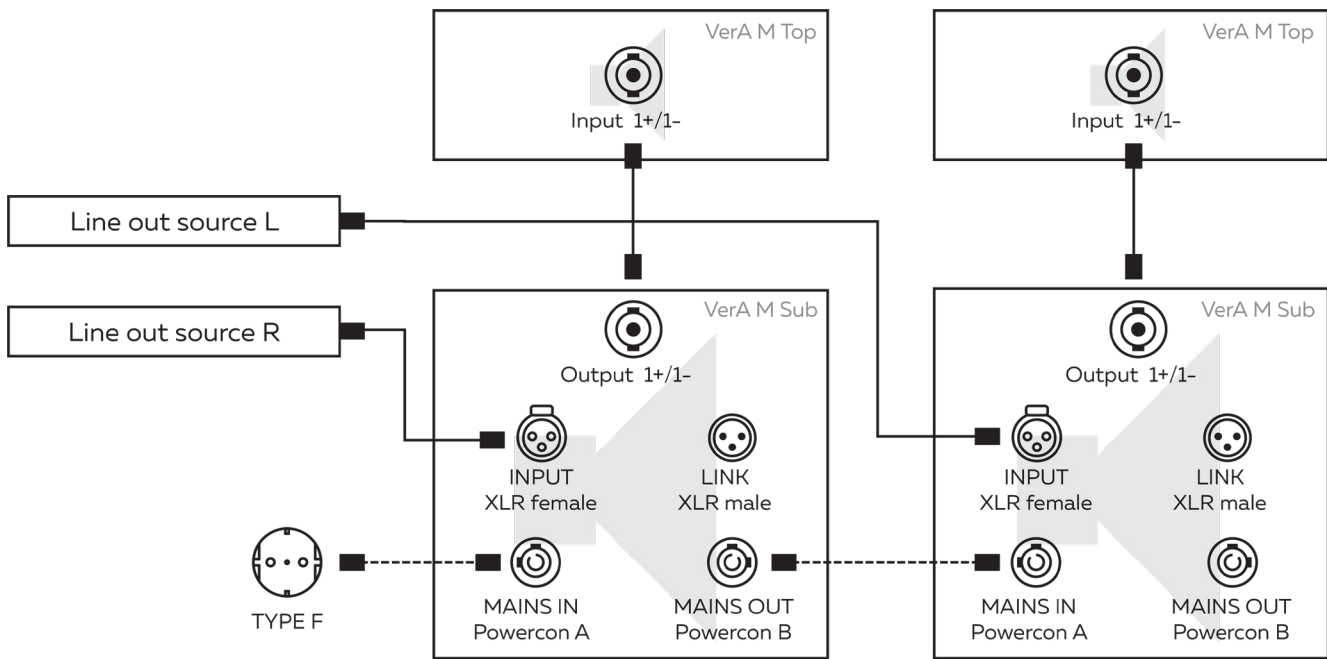 VerA M Top
VerA M Top
Input 1+/1-
Input 1+/1-
Line out source L
Line out source R
VerA M Sub
VerA M Sub
Output 1+/1-
Output 1+/1-
INPUT
XLR female
LINK
XLR male
INPUT
XLR female
LINK
XLR male
TYPE F
MAINS IN
Powercon A
MAINS OUT
Powercon B
MAINS IN
Powercon A
MAINS OUT
Powercon B